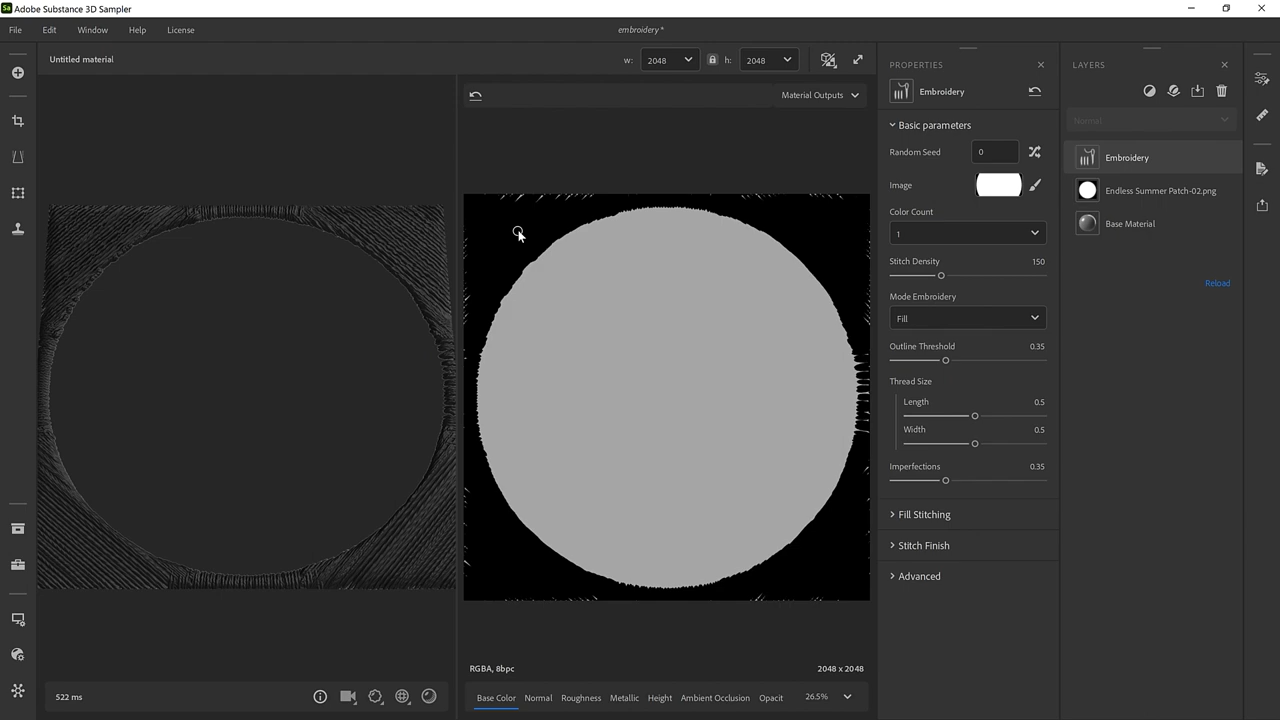 Sa Adobe Substance 3D Sampler
File Edit Window Help License embroidery *
Untitled material w: 2048 h: 2048
Material Outputs
RGBA, 8bpc 2048 x 2048
522 ms
Base Color Normal Roughness Metallic Height Ambient Occlusion Opacit 26.5%
PROPERTIES
Embroidery
Basic parameters
Random Seed 0
Image
Color Count
1
Stitch Density 150
Mode Embroidery
Fill
Outline Threshold 0.35
Thread Size
Length 0.5
Width 0.5
Imperfections 0.35
Fill Stitching
Stitch Finish
Advanced
LAYERS
Normal
Embroidery
Endless Summer Patch-02.png
Base Material
Reload